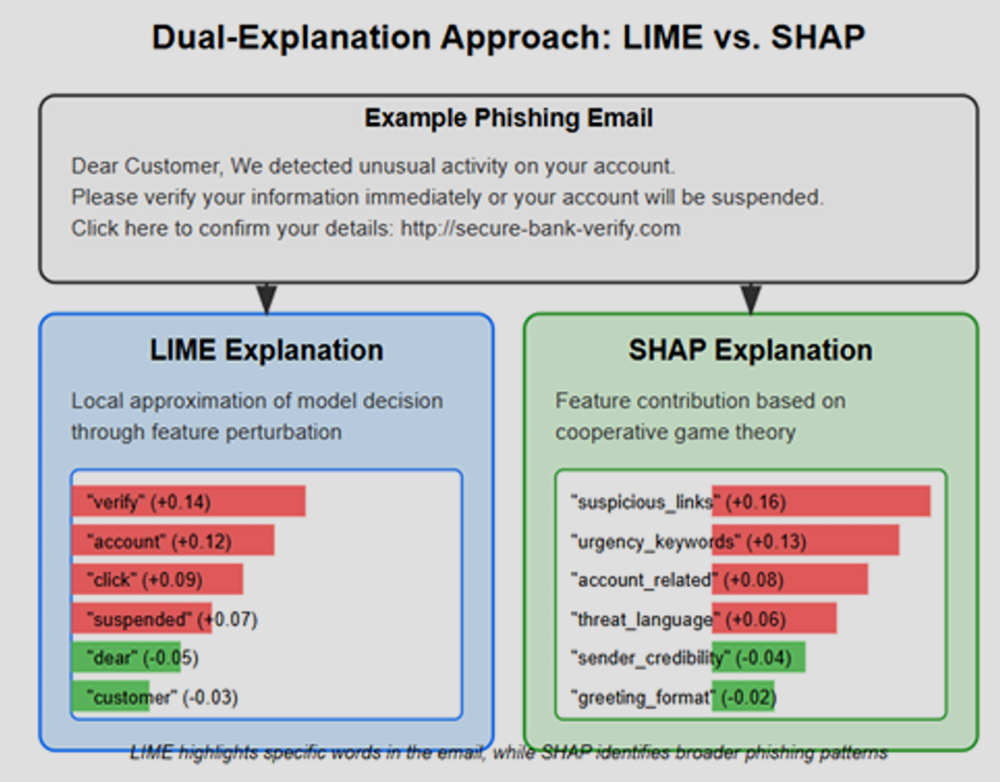 Dual-Explanation Approach: LIME vs. SHAP
Example Phishing Email
Dear Customer, We detected unusual activity on your account.
Please verify your information immediately or your account will be suspended.
Click here to confirm your details: http://secure-bank-verify.com
LIME Explanation
Local approximation of model decision
through feature perturbation
"verify" (+0.14)
"account" (+0.12)
"click" (+0.09)
"suspended" (+0.07)
"dear" (-0.05)
"customer" (-0.03)
SHAP Explanation
Feature contribution based on
cooperative game theory
"suspicious_links" (+0.16)
"urgency_keywords" (+0.13)
"account_related" (+0.08)
"threat_language" (+0.06)
"sender_credibility" (-0.04)
"greeting_format" (-0.02)
LIME highlights specific words in the email, while SHAP identifies broader phishing patterns